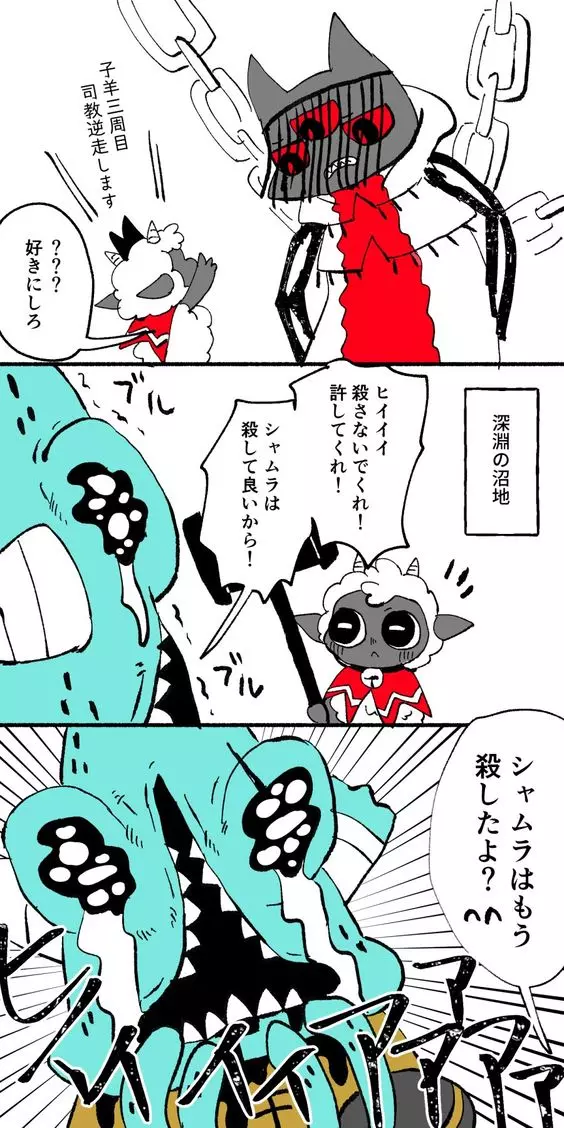 子羊三周目
司教逆走します
？？？
好きにしろ
深淵の沼地
ヒイイイ
殺さないでくれ！
許してくれ！
シャムラは
殺して良いから！
ブル
ブル
シャムラはもう
殺したよ？
ヒィイイィアアアアァ